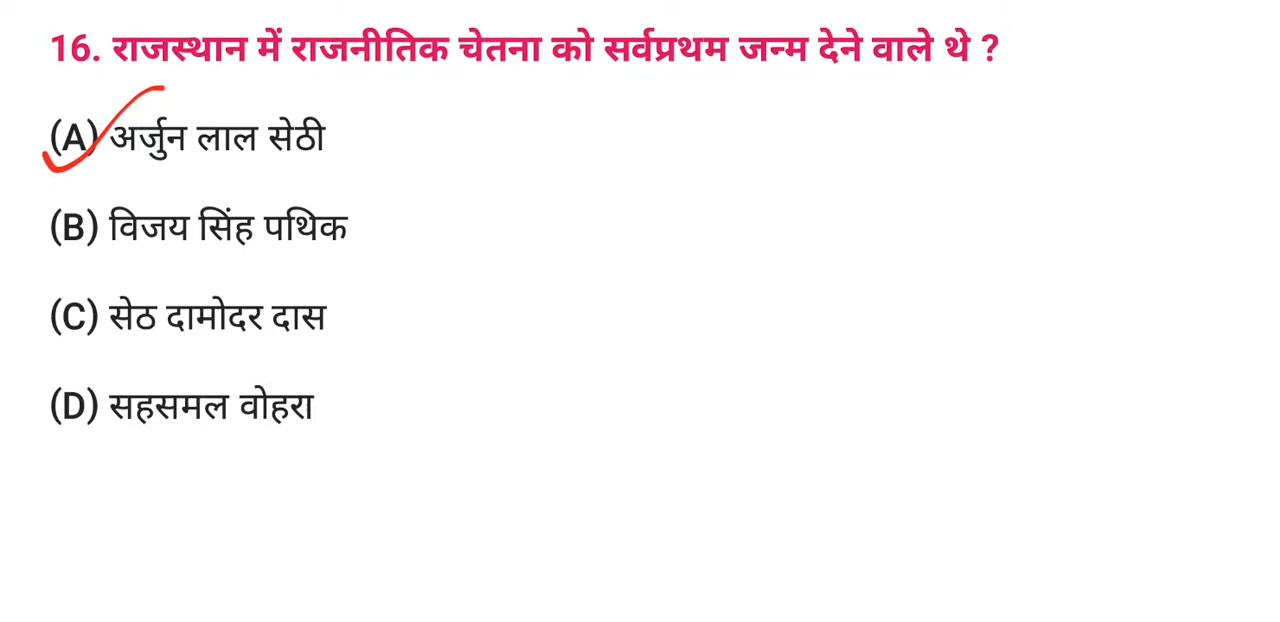 16. राजस्थान में राजनीतिक चेतना को सर्वप्रथम जन्म देने वाले थे ?
(A) अर्जुन लाल सेठी
(B) विजय सिंह पथिक
(C) सेठ दामोदर दास
(D) सहसमल वोहरा